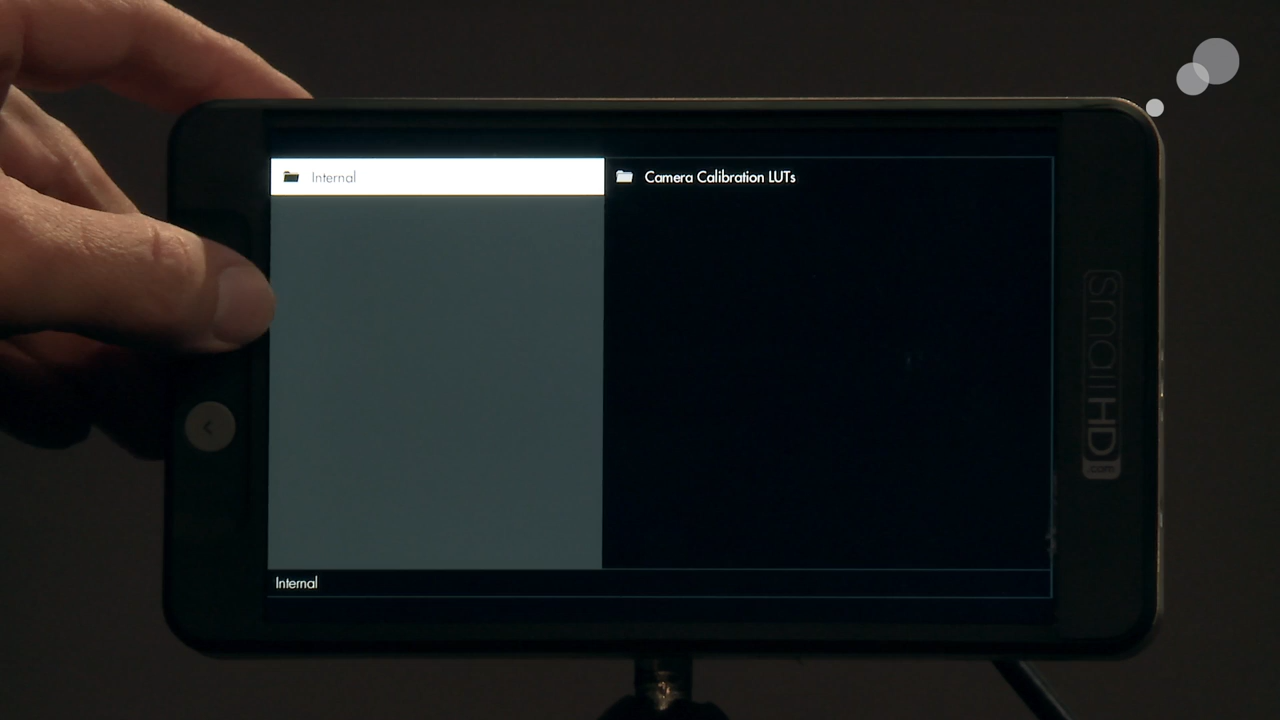 Internal
Camera Calibration LUTs
smallHD
.com
Internal